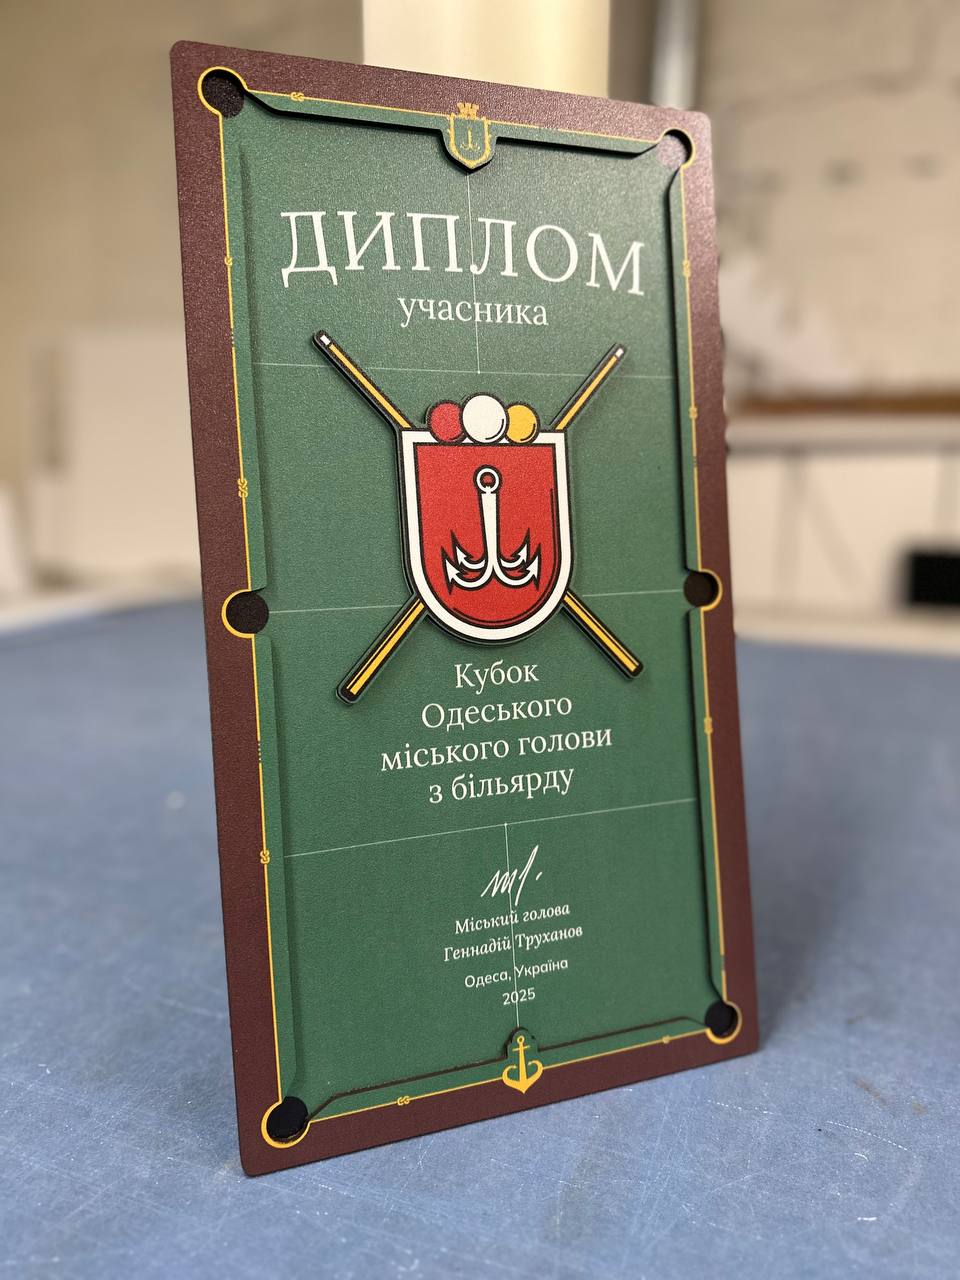 ДИПЛОМ
учасника
Кубок
Одеського
міського голови
з більярду
Міський голова
Геннадій Труханов
Одеса, Україна
2025